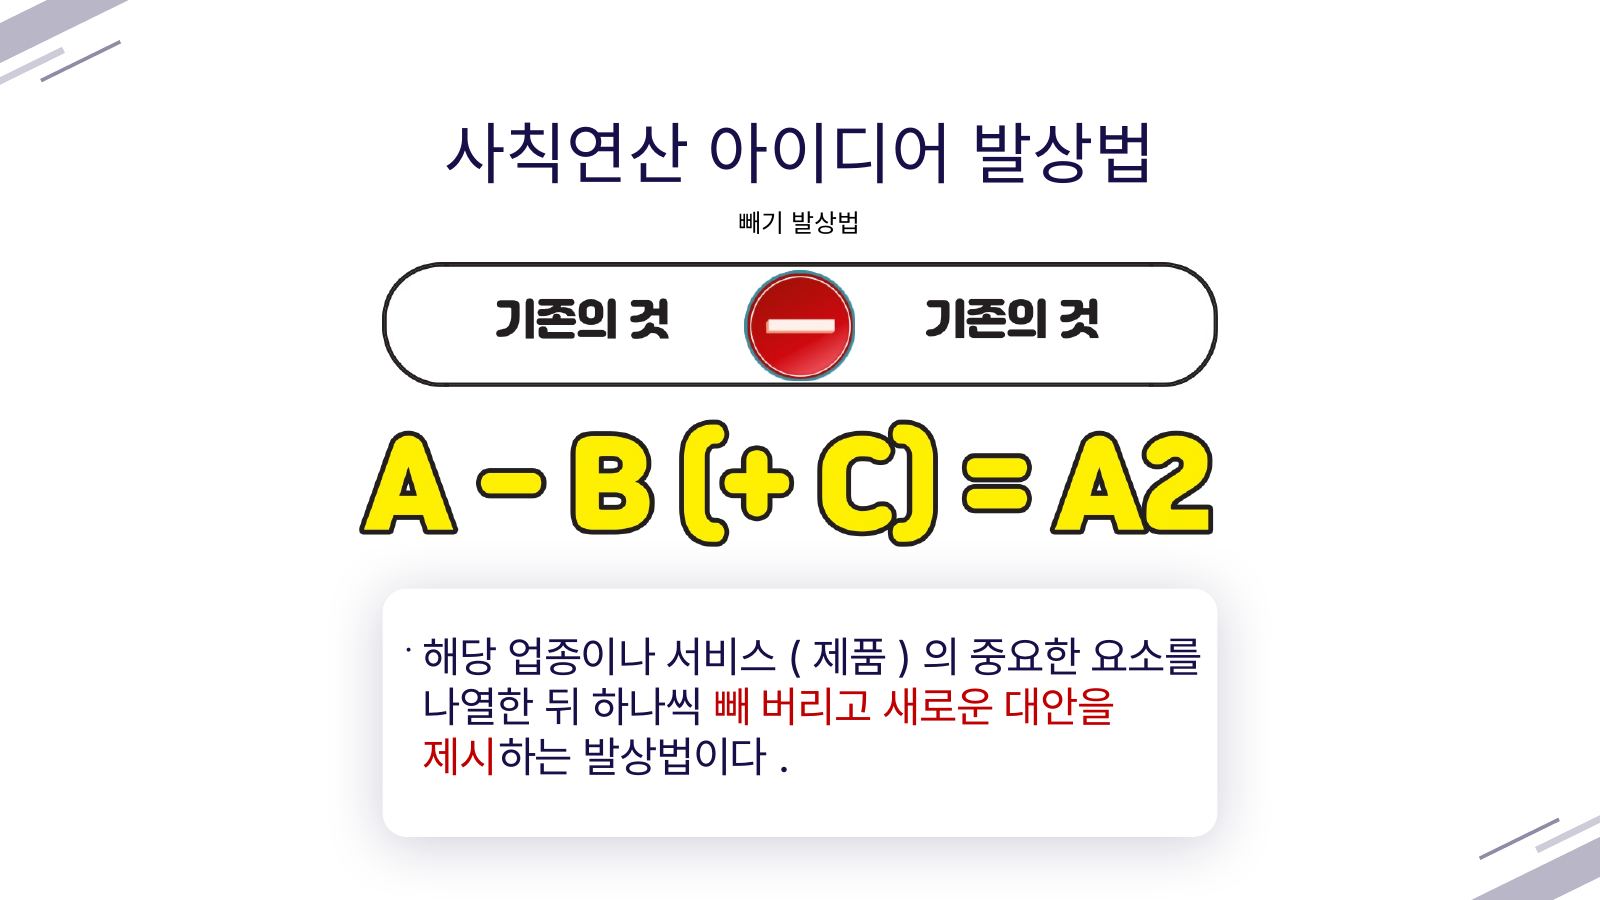 사칙연산 아이디어 발상법
빼기 발상법
기존의 것 — 기존의 것
A – B (+ C) = A2
· 해당 업종이나 서비스 ( 제품 ) 의 중요한 요소를
나열한 뒤 하나씩 빼 버리고 새로운 대안을
제시하는 발상법이다 .